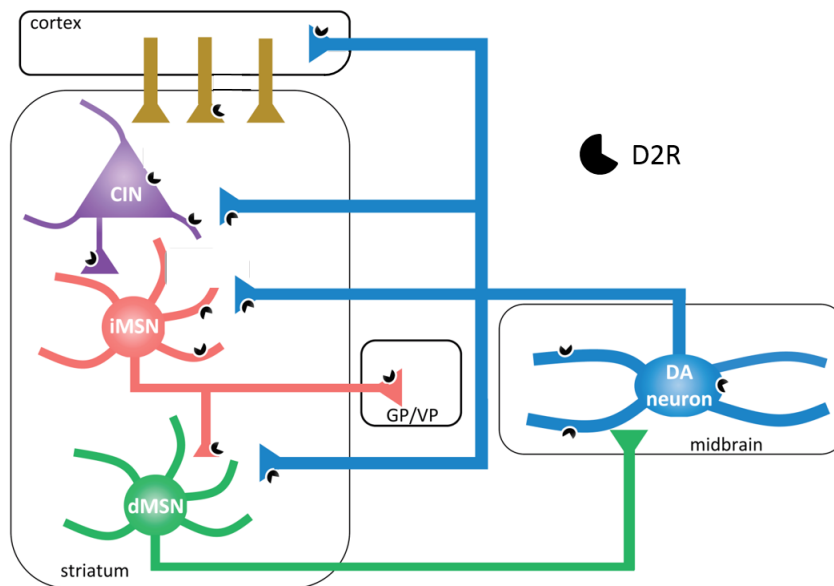 cortex
D2R
CIN
iMSN
DA
neuron
GP/VP
midbrain
dMSN
striatum